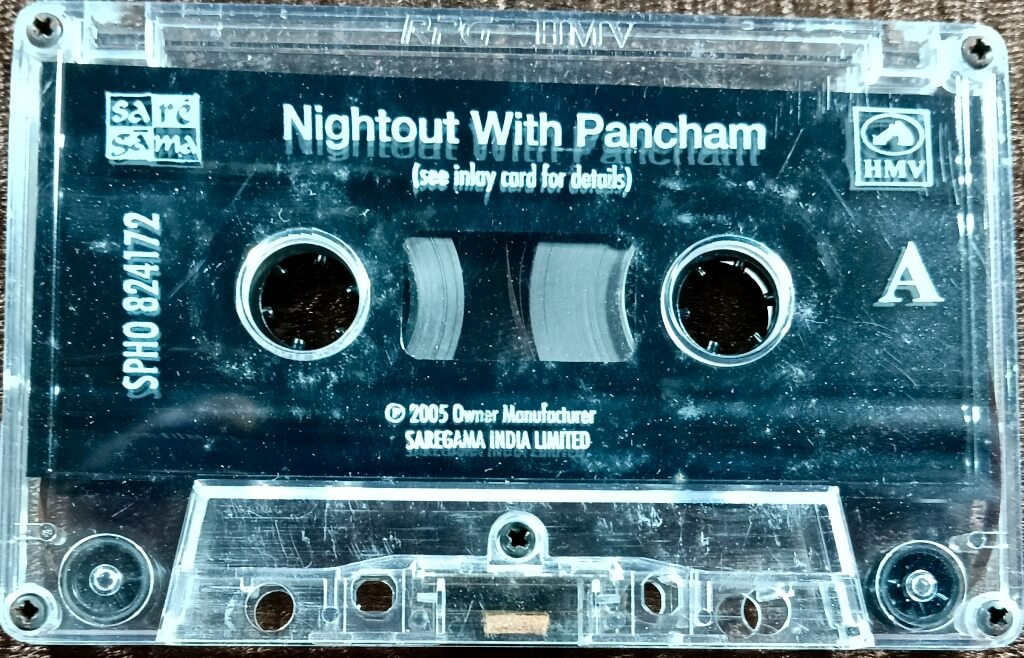 RPG HMV
sa re
ga ma
Nightout With Pancham
(see inlay card for details)
HMV
SPHO 824172
A
℗ 2005 Owner Manufacturer
SAREGAMA INDIA LIMITED